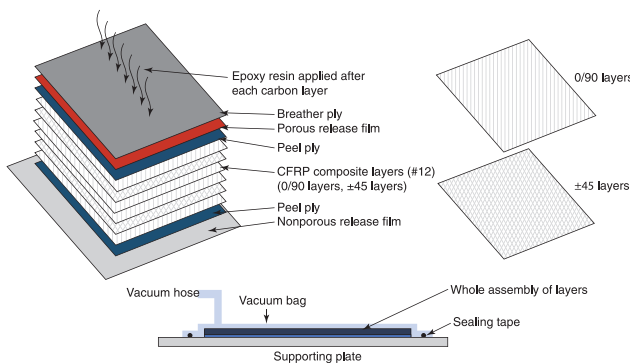 Epoxy resin applied after
each carbon layer
Breather ply
Porous release film
Peel ply
CFRP composite layers (#12)
(0/90 layers, ±45 layers)
Peel ply
Nonporous release film
0/90 layers
±45 layers
Vacuum hose
Vacuum bag
Whole assembly of layers
Sealing tape
Supporting plate